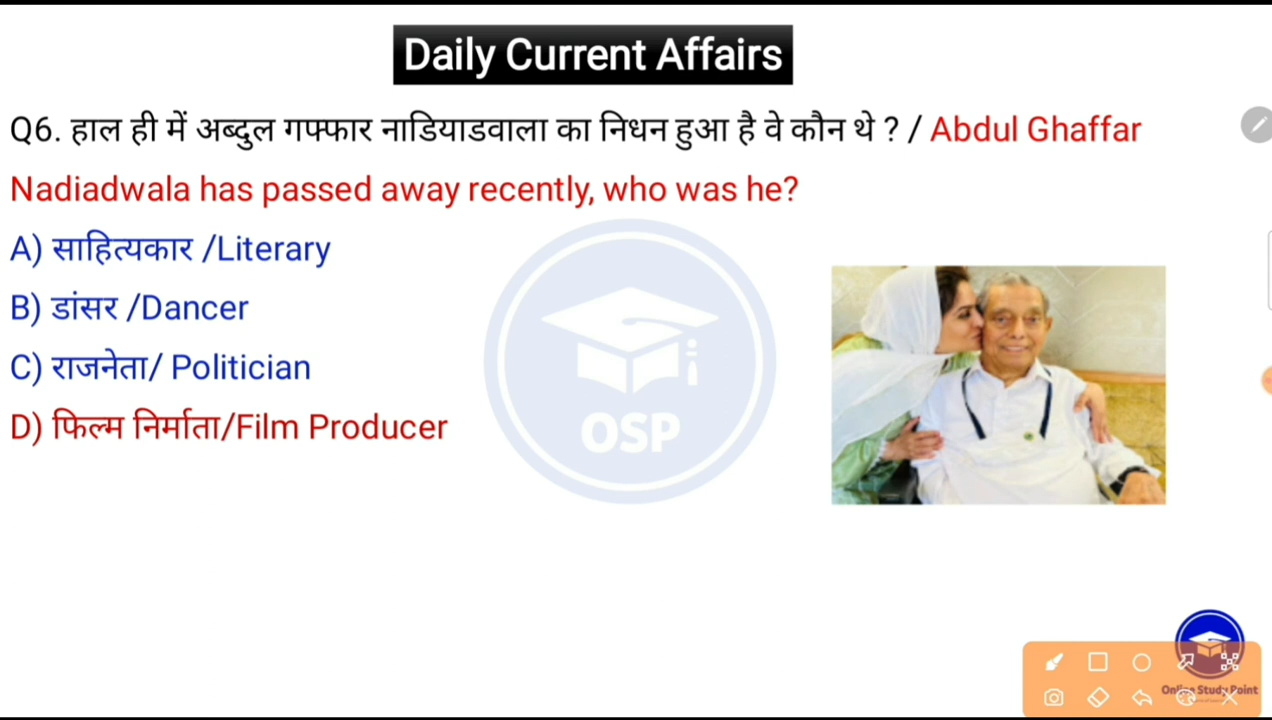 Daily Current Affairs
Q6. हाल ही में अब्दुल गफ्फार नाडियाडवाला का निधन हुआ है वे कौन थे ? / Abdul Ghaffar
Nadiadwala has passed away recently, who was he?
A) साहित्यकार /Literary
B) डांसर /Dancer
C) राजनेता/ Politician
D) फिल्म निर्माता/Film Producer
OSP
Online Study Point